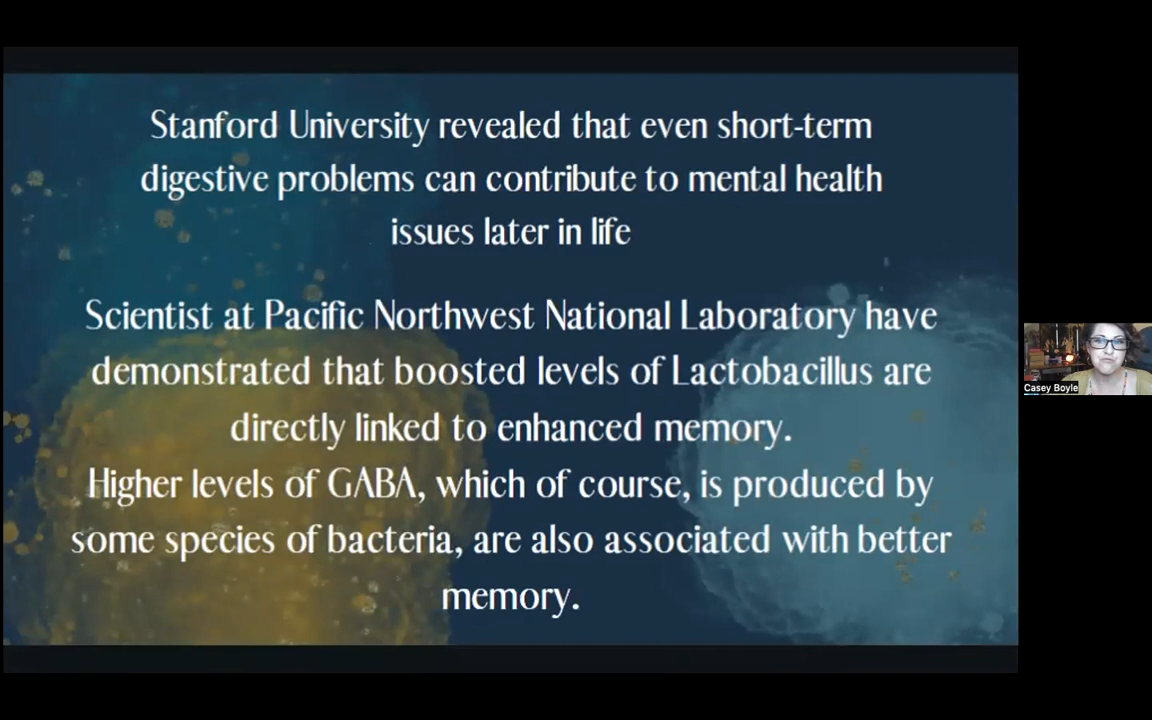 Stanford University revealed that even short-term
digestive problems can contribute to mental health
issues later in life
Scientist at Pacific Northwest National Laboratory have
demonstrated that boosted levels of Lactobacillus are
directly linked to enhanced memory.
Higher levels of GABA, which of course, is produced by
some species of bacteria, are also associated with better
memory.
Casey Boyle